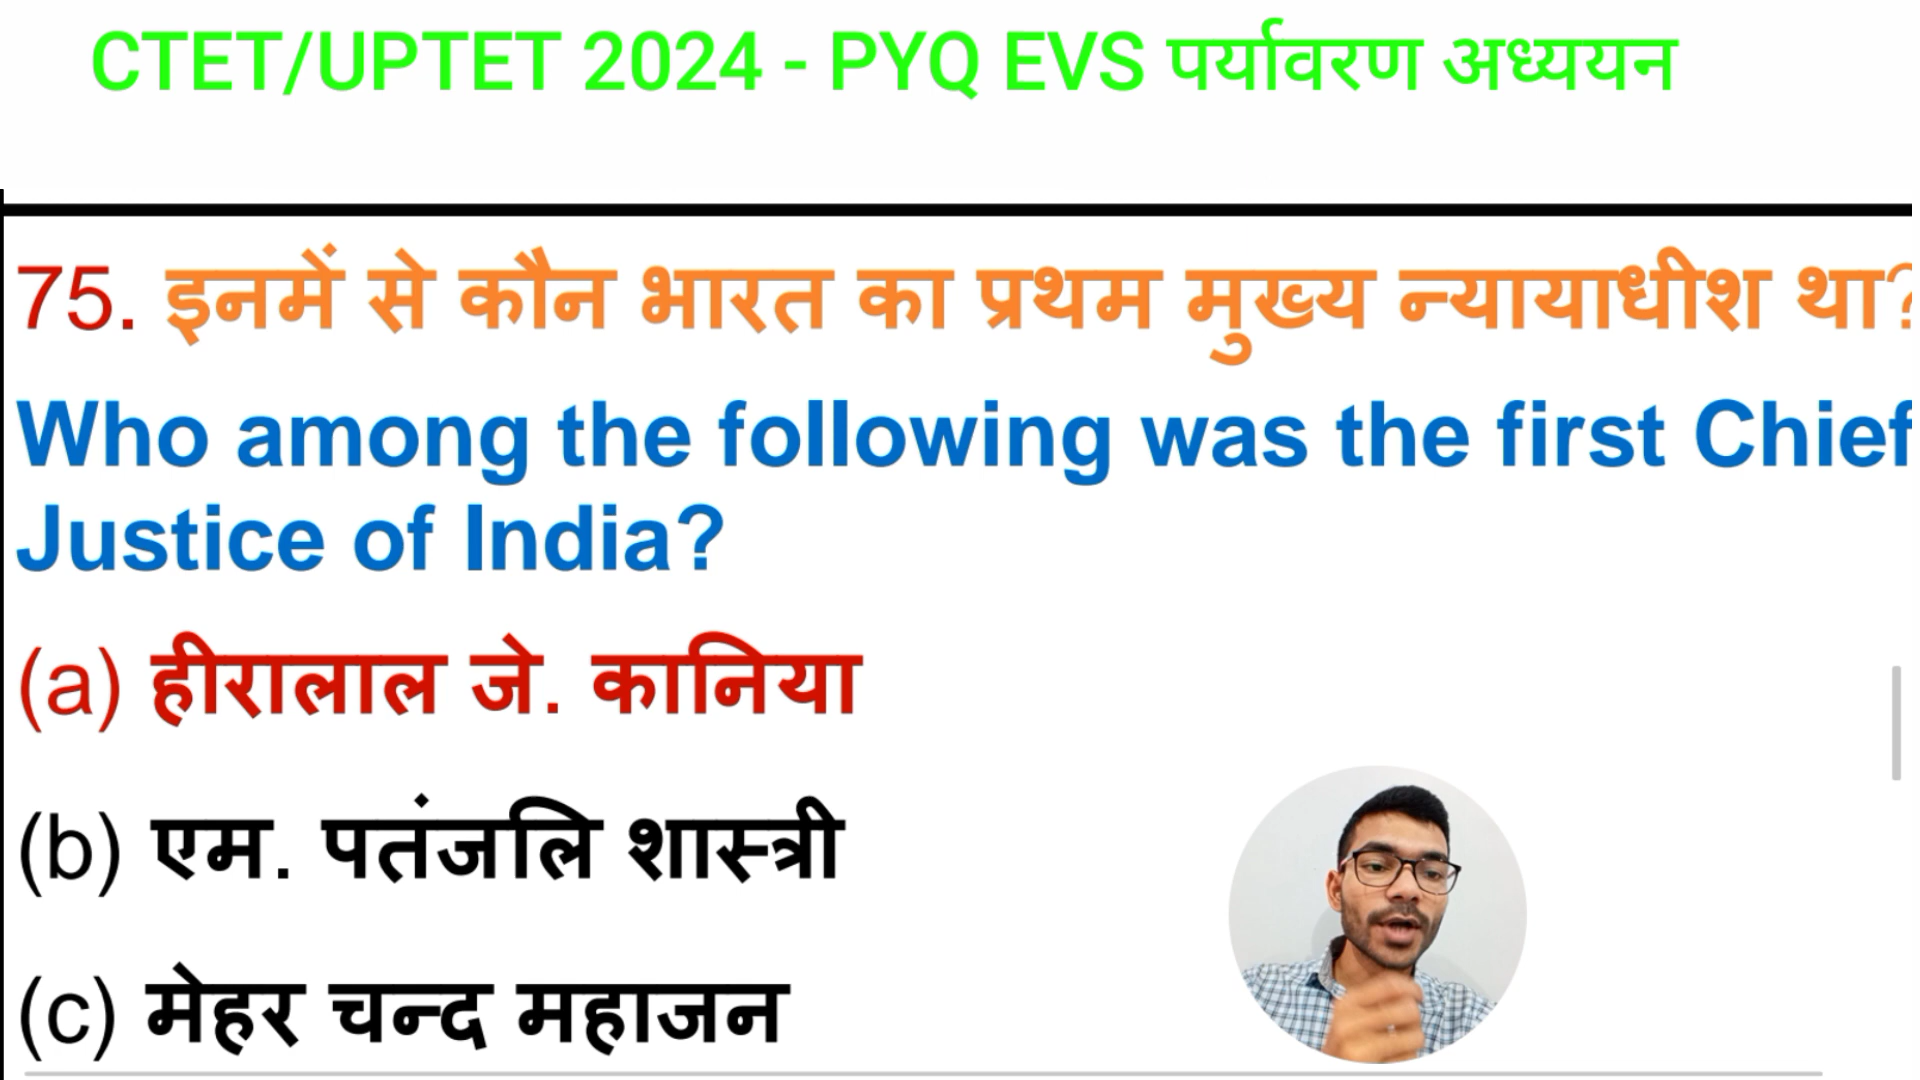 CTET/UPTET 2024 - PYQ EVS पर्यावरण अध्ययन
75. इनमें से कौन भारत का प्रथम मुख्य न्यायाधीश था?
Who among the following was the first Chief
Justice of India?
(a) हीरालाल जे. कानिया
(b) एम. पतंजलि शास्त्री
(c) मेहर चन्द महाजन